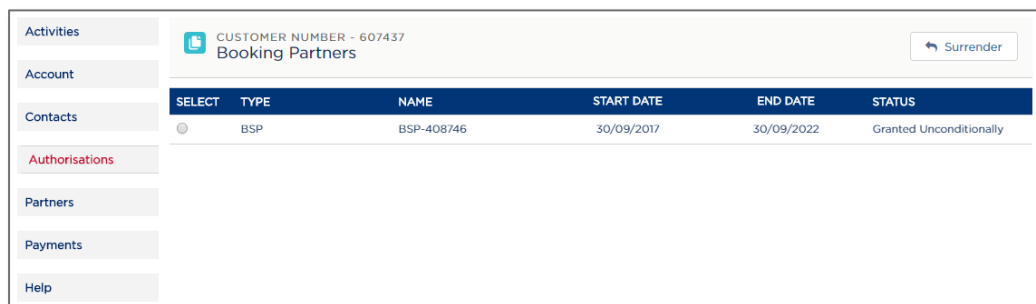 Activities
Account
Contacts
Authorisations
Partners
Payments
Help
CUSTOMER NUMBER - 607437
Booking Partners
Surrender
SELECT TYPE NAME START DATE END DATE STATUS
BSP BSP-408746 30/09/2017 30/09/2022 Granted Unconditionally